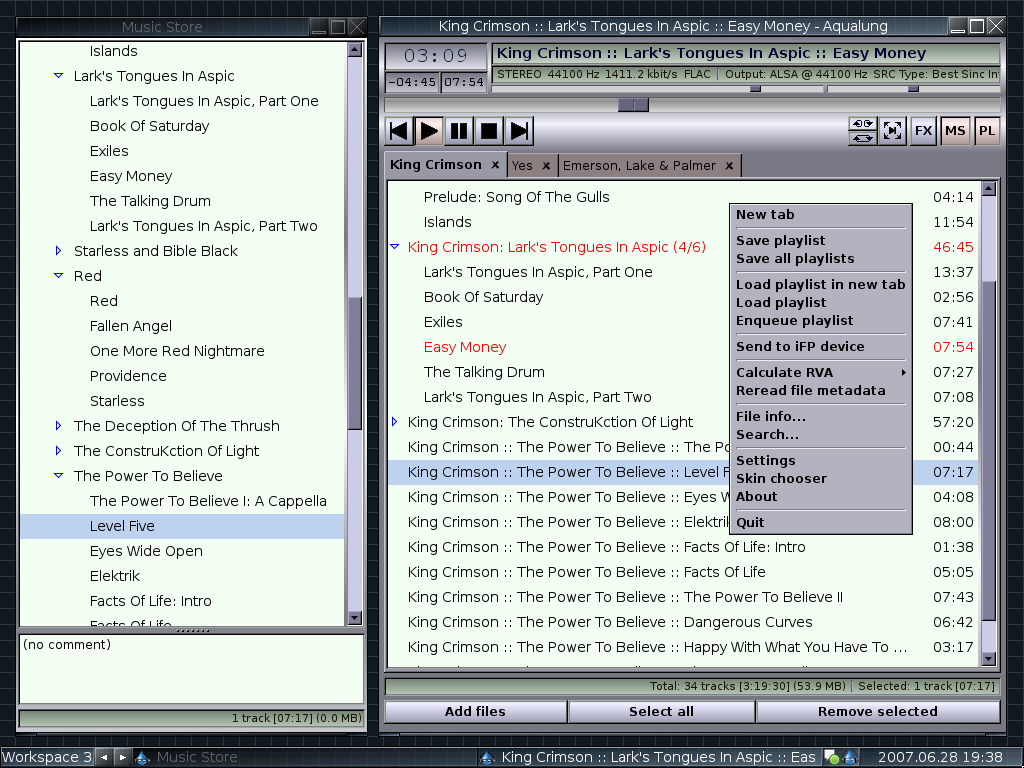 Music Store
Islands
Lark's Tongues In Aspic
Lark's Tongues In Aspic, Part One
Book Of Saturday
Exiles
Easy Money
The Talking Drum
Lark's Tongues In Aspic, Part Two
Starless and Bible Black
Red
Red
Fallen Angel
One More Red Nightmare
Providence
Starless
The Deception Of The Thrush
The ConstruKction Of Light
The Power To Believe
The Power To Believe I: A Cappella
Level Five
Eyes Wide Open
Elektrik
Facts Of Life: Intro
Facts Of Life
(no comment)
1 track [07:17] (0.0 MB)
King Crimson :: Lark's Tongues In Aspic :: Easy Money - Aqualung
03:09
-04:45 07:54
King Crimson :: Lark's Tongues In Aspic :: Easy Money
STEREO 44100 Hz 1411.2 kbit/s FLAC Output: ALSA @ 44100 Hz SRC Type: Best Sinc In
FX MS PL
King Crimson x Yes x Emerson, Lake & Palmer x
Prelude: Song Of The Gulls 04:14
Islands 11:54
King Crimson: Lark's Tongues In Aspic (4/6) 46:45
Lark's Tongues In Aspic, Part One 13:37
Book Of Saturday 02:56
Exiles 07:41
Easy Money 07:54
The Talking Drum 07:27
Lark's Tongues In Aspic, Part Two 07:08
King Crimson: The ConstruKction Of Light 57:20
King Crimson :: The Power To Believe :: The Po 00:44
King Crimson :: The Power To Believe :: Level F 07:17
King Crimson :: The Power To Believe :: Eyes W 04:08
King Crimson :: The Power To Believe :: Elektrik 08:00
King Crimson :: The Power To Believe :: Facts Of Life: Intro 01:38
King Crimson :: The Power To Believe :: Facts Of Life 05:05
King Crimson :: The Power To Believe :: The Power To Believe II 07:43
King Crimson :: The Power To Believe :: Dangerous Curves 06:42
King Crimson :: The Power To Believe :: Happy With What You Have To ... 03:17
New tab
Save playlist
Save all playlists
Load playlist in new tab
Load playlist
Enqueue playlist
Send to iFP device
Calculate RVA
Reread file metadata
File info...
Search...
Settings
Skin chooser
About
Quit
Total: 34 tracks [3:19:30] (53.9 MB) Selected: 1 track [07:17]
Add files Select all Remove selected
Workspace 3 Music Store King Crimson :: Lark's Tongues In Aspic :: Eas 2007.06.28 19:38